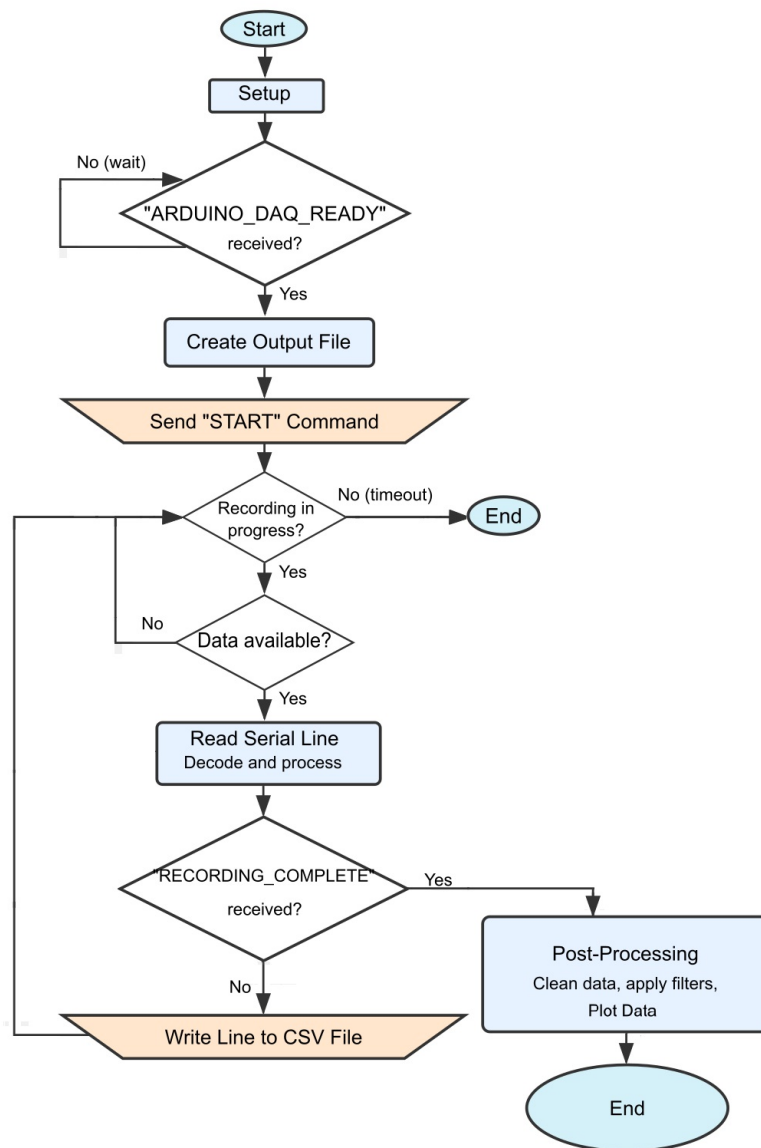 Start
Setup
No (wait)
"ARDUINO_DAQ_READY"
received?
Yes
Create Output File
Send "START" Command
Recording in
progress?
No (timeout)
End
Yes
Data available?
No
Yes
Read Serial Line
Decode and process
"RECORDING_COMPLETE"
received?
Yes
Post-Processing
Clean data, apply filters,
Plot Data
No
Write Line to CSV File
End